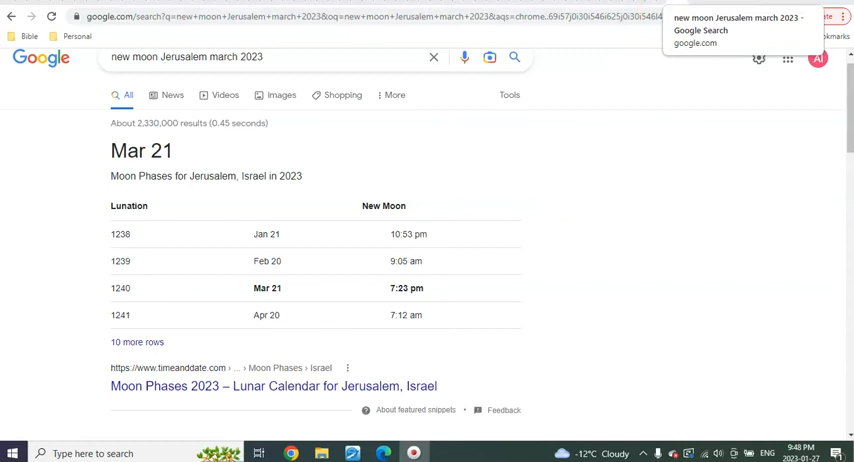 google.com/search?q=new+moon+Jerusalem+march+2023&oq=new+moon+Jerusalem+march+2023&aqs=chrome..69i57j0i30i546i625j0i30i546l4
new moon Jerusalem march 2023 -
Google Search
google.com
Bible Personal
Google
new moon Jerusalem march 2023
AI
All News Videos Images Shopping More Tools
About 2,330,000 results (0.45 seconds)
Mar 21
Moon Phases for Jerusalem, Israel in 2023
Lunation New Moon
1238 Jan 21 10:53 pm
1239 Feb 20 9:05 am
1240 Mar 21 7:23 pm
1241 Apr 20 7:12 am
10 more rows
https://www.timeanddate.com › ... › Moon Phases › Israel
Moon Phases 2023 – Lunar Calendar for Jerusalem, Israel
About featured snippets • Feedback
Type here to search
-12°C Cloudy
ENG
9:48 PM
2023-01-27